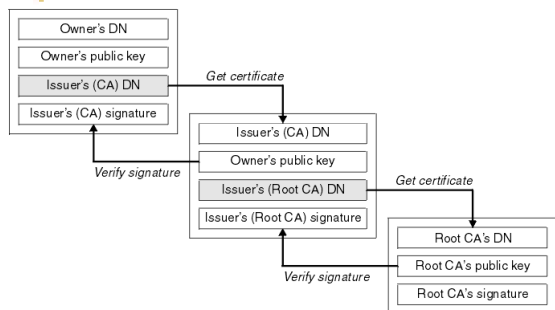 Owner's DN
Owner's public key
Issuer's (CA) DN
Issuer's (CA) signature
Get certificate
Verify signature
Issuer's (CA) DN
Owner's public key
Issuer's (Root CA) DN
Issuer's (Root CA) signature
Get certificate
Verify signature
Root CA's DN
Root CA's public key
Root CA's signature